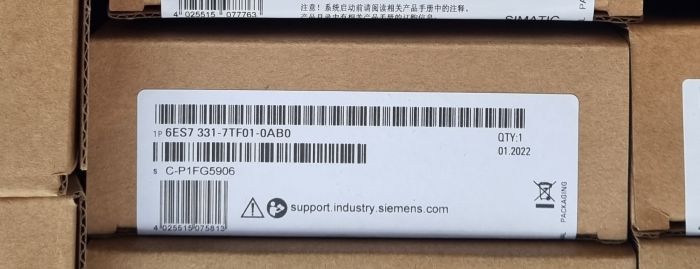 4 025515 077763
注意！系统启动前请阅读相关产品手册中的注释。
SIMATIC
1P 6ES7 331-7TF01-0AB0
QTY:1
01.2022
S C-P1FG5906
support.industry.siemens.com
4 025515 075813
PACKAGING